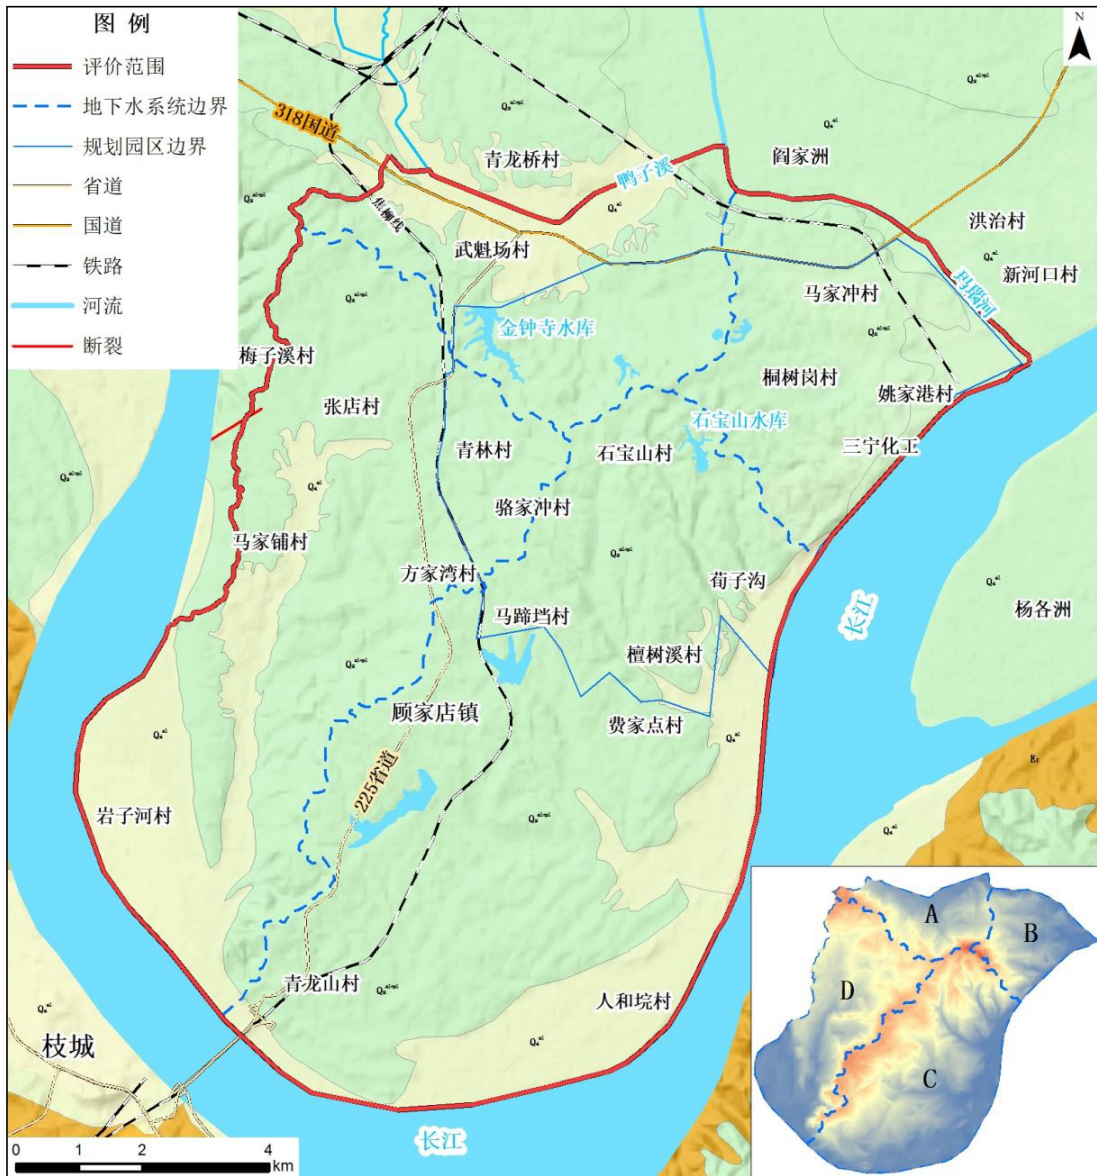 图 例
评价范围
地下水系统边界
规划园区边界
省道
国道
铁路
河流
断裂
N
318国道
焦柳线
青龙桥村
鸭子溪
阎家洲
洪治村
新河口村
玛瑙河
武魁场村
马家冲村
金钟寺水库
梅子溪村
张店村
桐树岗村
姚家港村
石宝山水库
三宁化工
青林村
石宝山村
骆家冲村
马家铺村
方家湾村
荀子沟
马蹄垱村
长江
杨各洲
檀树溪村
顾家店镇
费家点村
225省道
岩子河村
青龙山村
人和垸村
枝城
长江
0 1 2 4
km
A
B
C
D